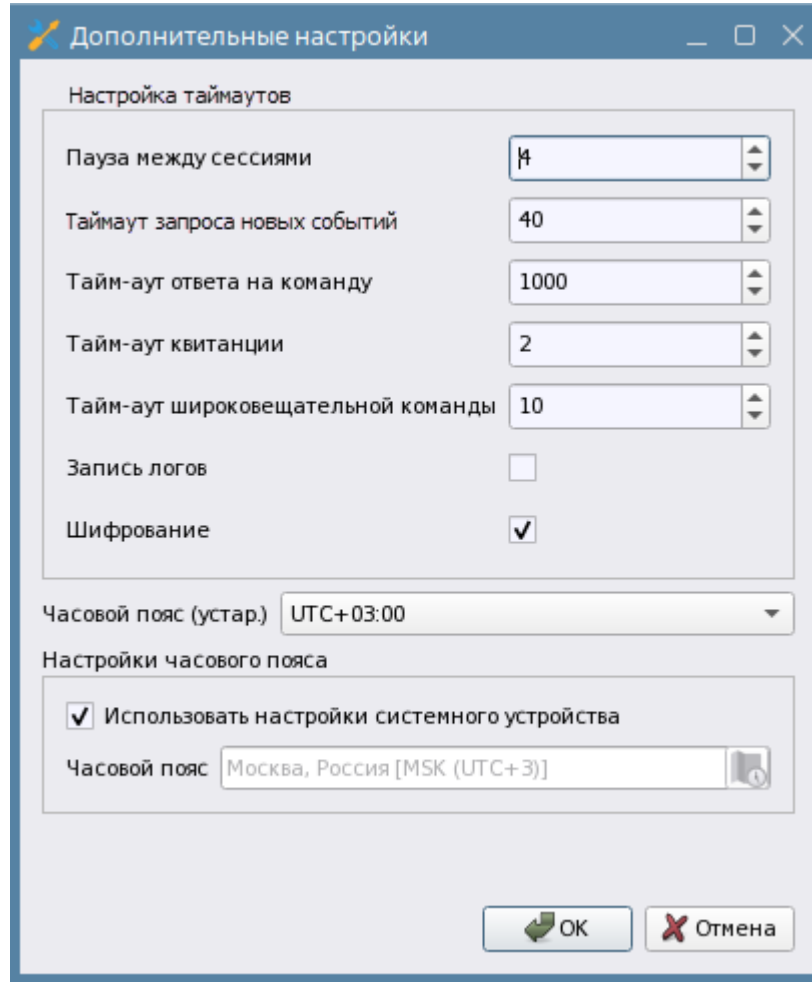 Дополнительные настройки
Настройка таймаутов
Пауза между сессиями 4
Таймаут запроса новых событий 40
Тайм-аут ответа на команду 1000
Тайм-аут квитанции 2
Тайм-аут широковещательной команды 10
Запись логов
Шифрование
Часовой пояс (устар.) UTC+03:00
Настройки часового пояса
Использовать настройки системного устройства
Часовой пояс Москва, Россия [MSK (UTC+3)]
OK Отмена